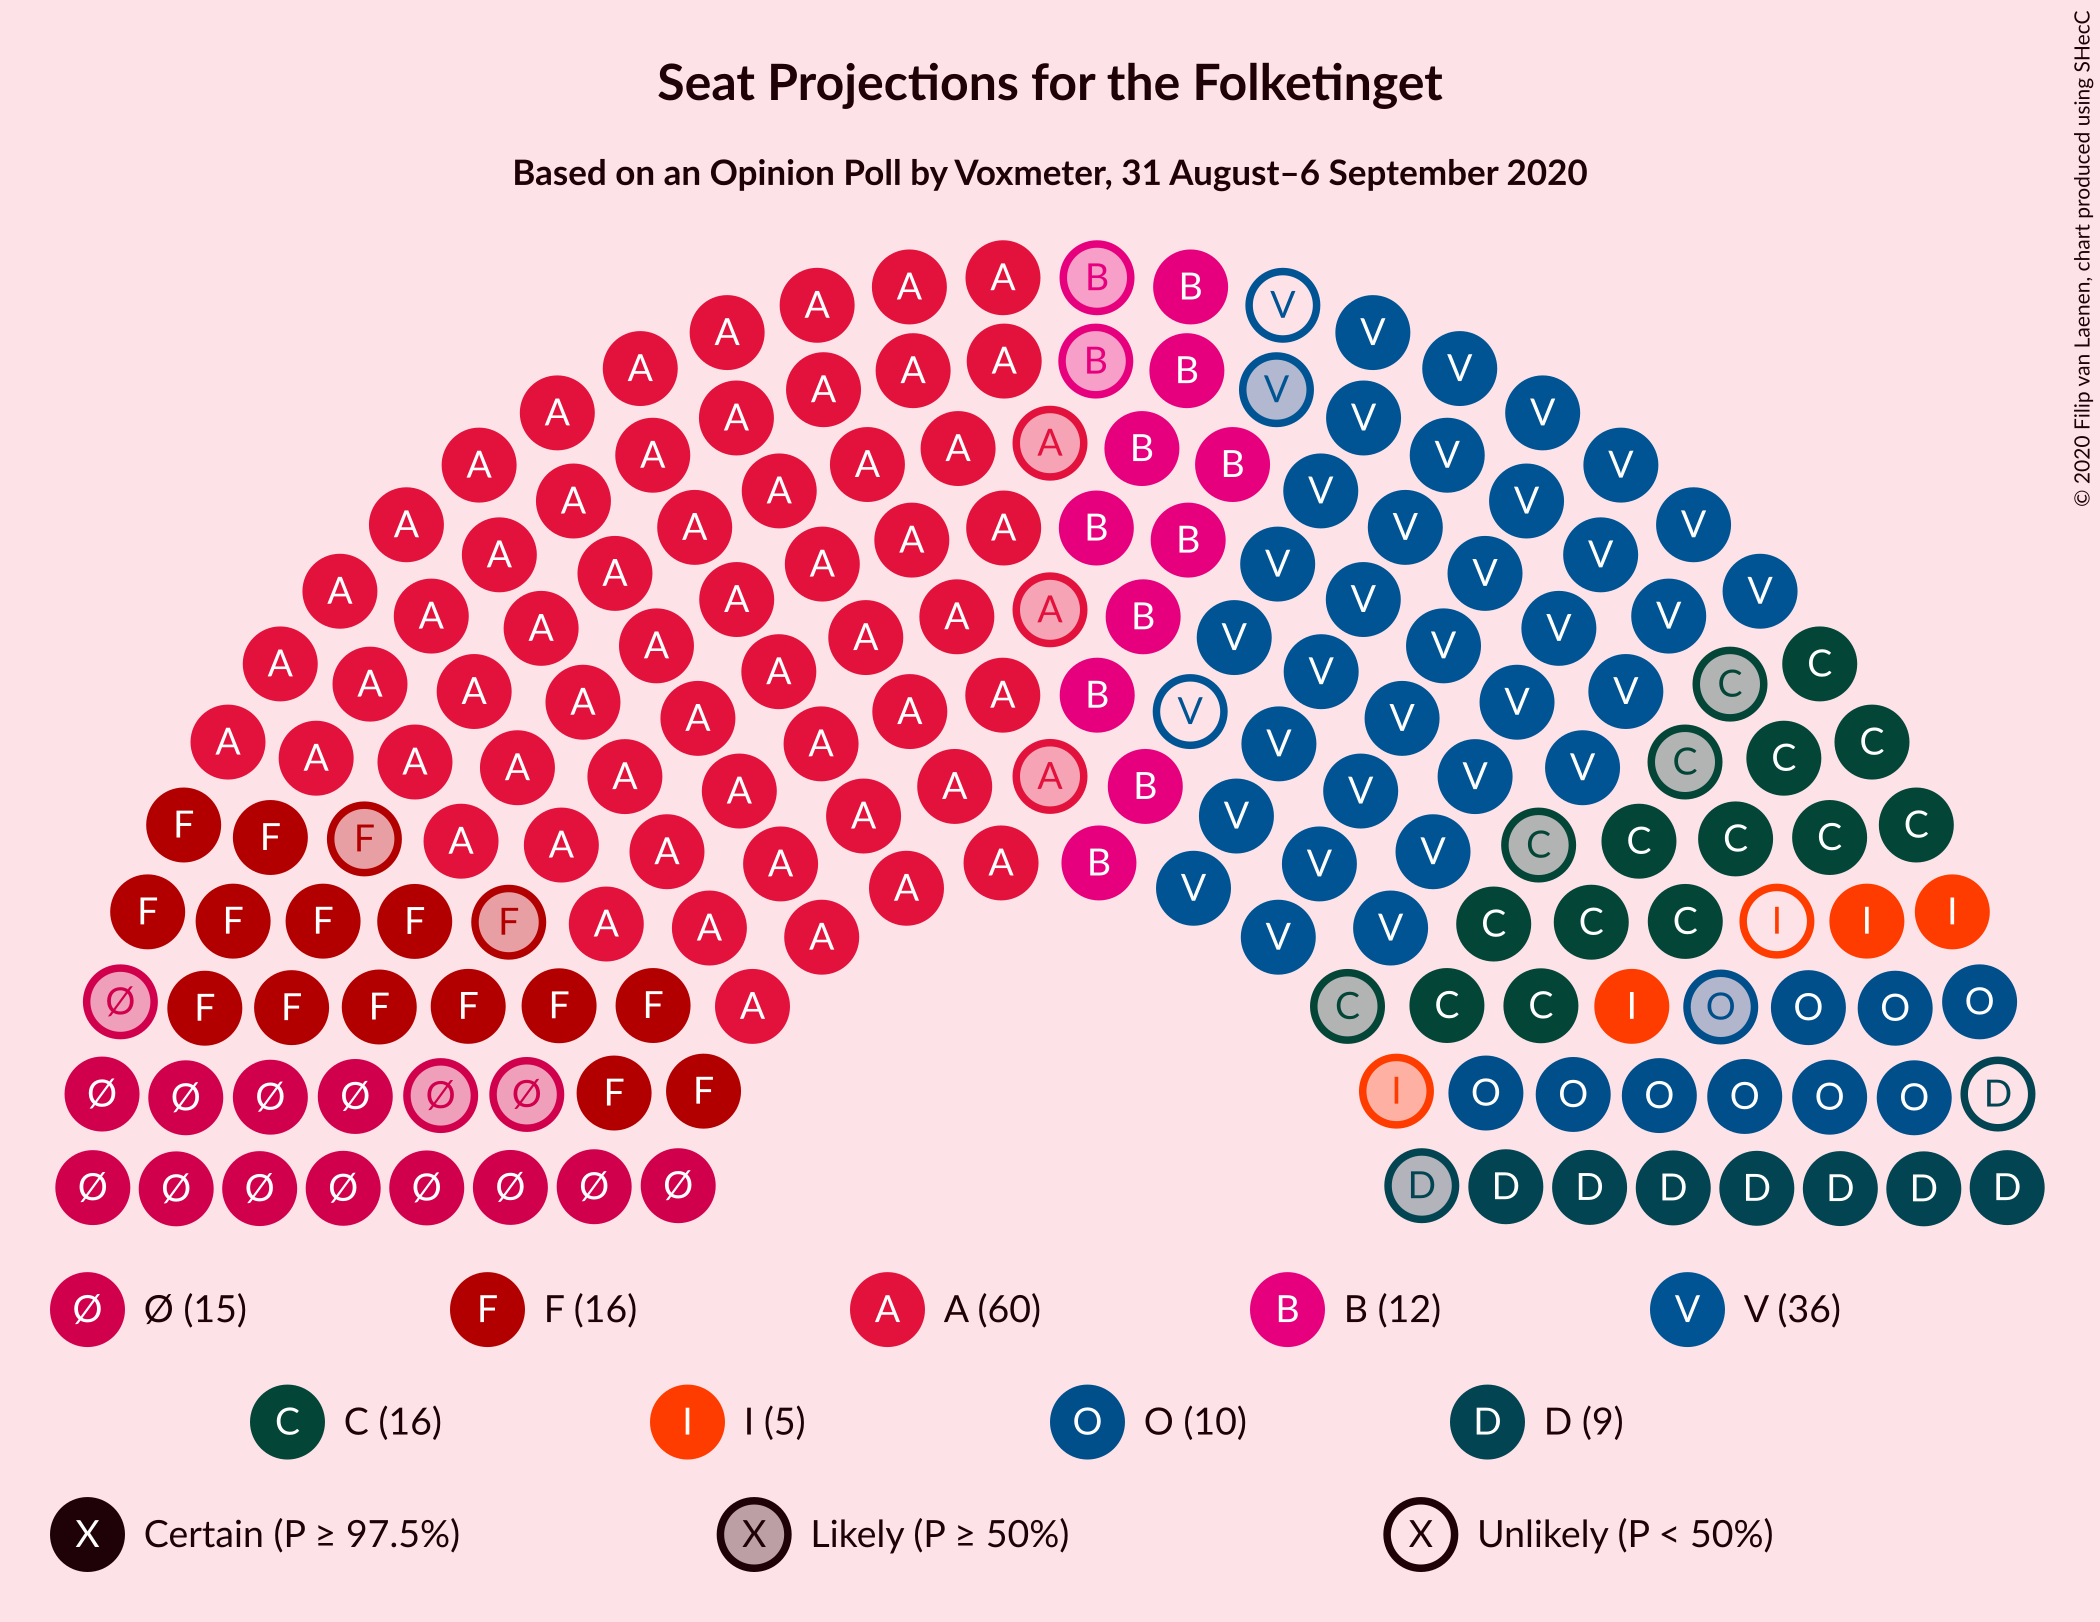 Seat Projections for the Folketinget
Based on an Opinion Poll by Voxmeter, 31 August–6 September 2020
© 2020 Filip van Laenen, chart produced using SHecC
A A B B V V
A A A A B B V V V
A A A A A A B B V V V V
A A A A A A B B V V V V V
A A A A A A A A B V V V V V V
A A A A A A A A B V V V V V C C
A A A A A A A A A B V V V V V C C C
F F F A A A A A A A B V V V C C C C C
F F F F F A A A V V C C C I I I
Ø F F F F F F A C C C I O O O O
Ø Ø Ø Ø Ø Ø F F I O O O O O O D
Ø Ø Ø Ø Ø Ø Ø Ø D D D D D D D D
Ø Ø (15) F F (16) A A (60) B B (12) V V (36)
C C (16) I I (5) O O (10) D D (9)
X Certain (P ≥ 97.5%) X Likely (P ≥ 50%) X Unlikely (P < 50%)